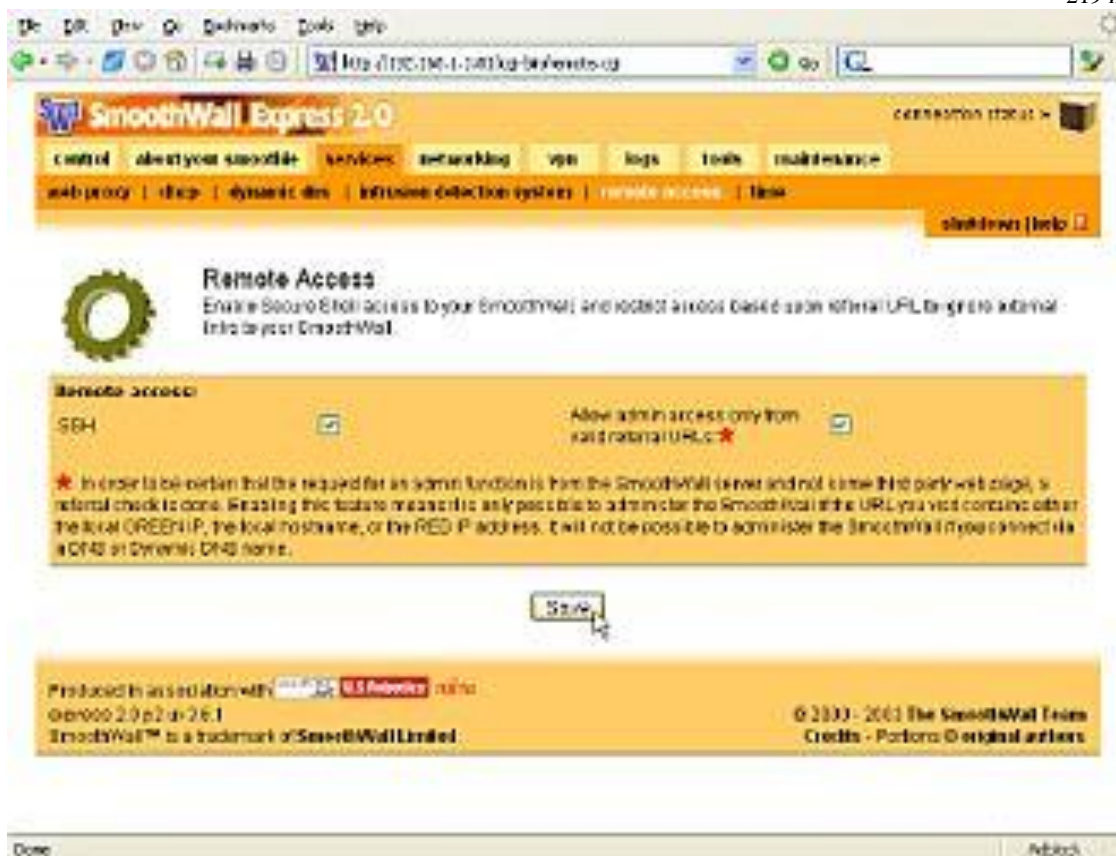 Go Bookmarks Tools Help
Go
SmoothWall Express 2.0
connection status
control about your smoothie services networking vpn logs tools maintenance
web proxy | dhcp | dynamic dns | intrusion detection system | remote access | time
shutdown | help
Remote Access
Enable Secure Shell access to your SmoothWall, and restrict access based upon referral URL to ignore external
links to your SmoothWall.
Remote access:
SSH
Allow admin access only from
valid referral URLs:*
* In order to be certain that the request for an admin function is from the SmoothWall server and not some third party web page, a
referral check is done. Enabling this feature means it is only possible to administer the SmoothWall if the URL you visit contains either
the local GREEN IP, the local hostname, or the RED IP address. It will not be possible to administer the SmoothWall if you connect via
a DNS or Dynamic DNS name.
Save
Produced in association with U.S.Robotics
express 2.0
SmoothWall™ is a trademark of SmoothWall Limited
The SmoothWall Team
Credits - Portions © original authors
Done
Adblock